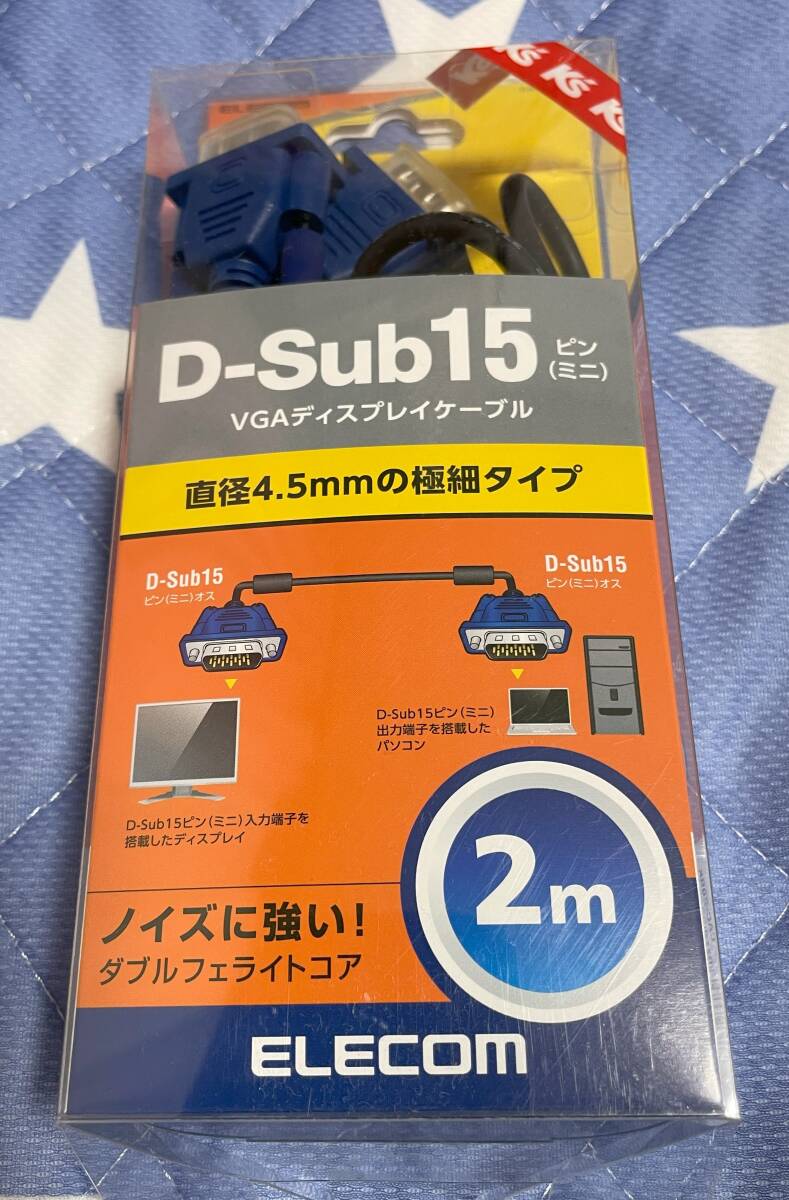 ELECOM
K's K's K
D-Sub15 ピン
(ミニ)
VGAディスプレイケーブル
直径4.5mmの極細タイプ
D-Sub15
ピン(ミニ)オス
D-Sub15
ピン(ミニ)オス
D-Sub15ピン(ミニ)
出力端子を搭載した
パソコン
D-Sub15ピン(ミニ)入力端子を
搭載したディスプレイ
2m
ノイズに強い!
ダブルフェライトコア
ELECOM